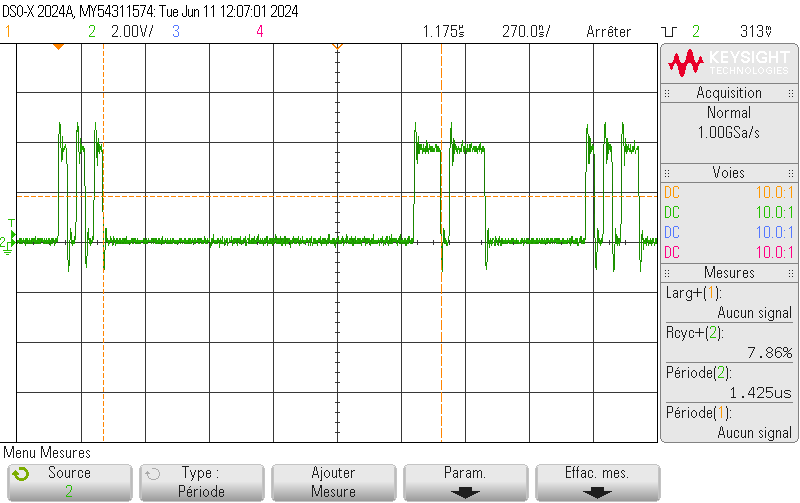 DSO-X 2024A, MY54311574: Tue Jun 11 12:07:01 2024
1 2 2.00V/ 3 4 1.175s 270.0s/ Arrêter 2 313mV
KEYSIGHT
TECHNOLOGIES
Acquisition
Normal
1.00GSa/s
Voies
DC 10.0:1
DC 10.0:1
DC 10.0:1
DC 10.0:1
Mesures
Larg+(1):
Aucun signal
Rcyc+(2):
7.86%
Période(2):
1.425us
Période(1):
Aucun signal
T
2
Menu Mesures
Source
2
Type :
Période
Ajouter
Mesure
Param.
Effac. mes.